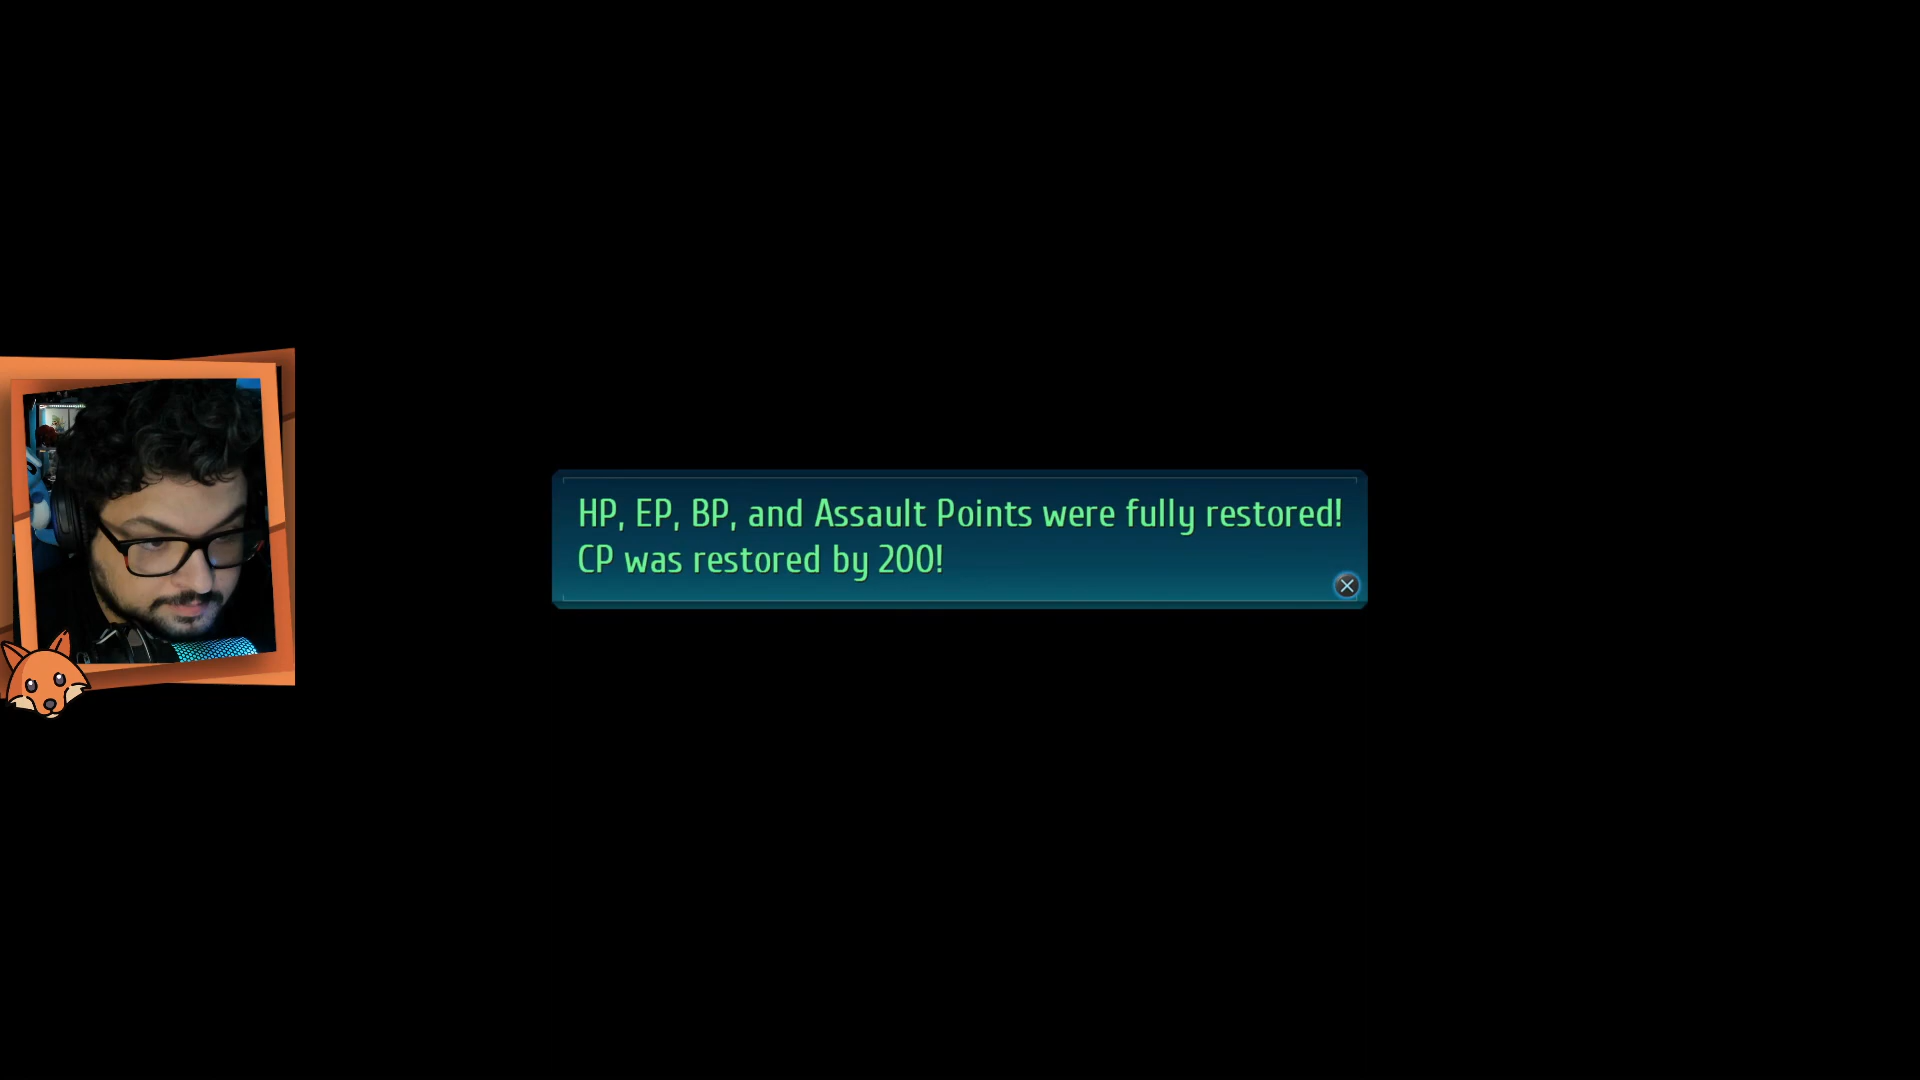 HP, EP, BP, and Assault Points were fully restored!
CP was restored by 200!